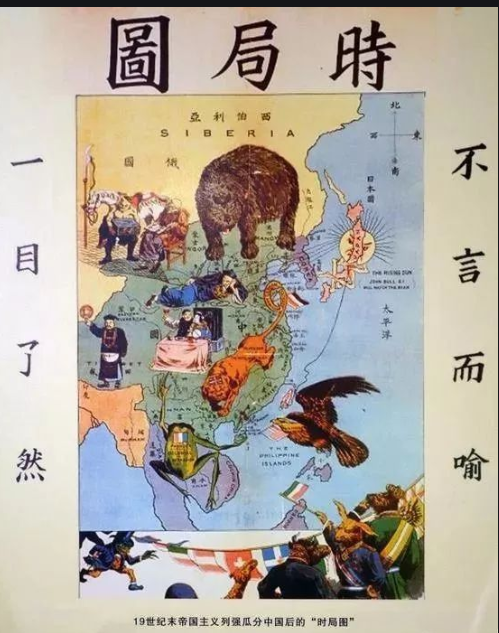 時局圖
不言而喻
一目了然
亞利伯西
SIBERIA
國俄
北
西 東
南
日本國
THE RISING SUN
JOHN BULL &
WILL WATCH THE BEAR
太平洋
國
中
THE
PHILIPPINE
ISLANDS
19世纪末帝国主义列强瓜分中国后的“时局图”